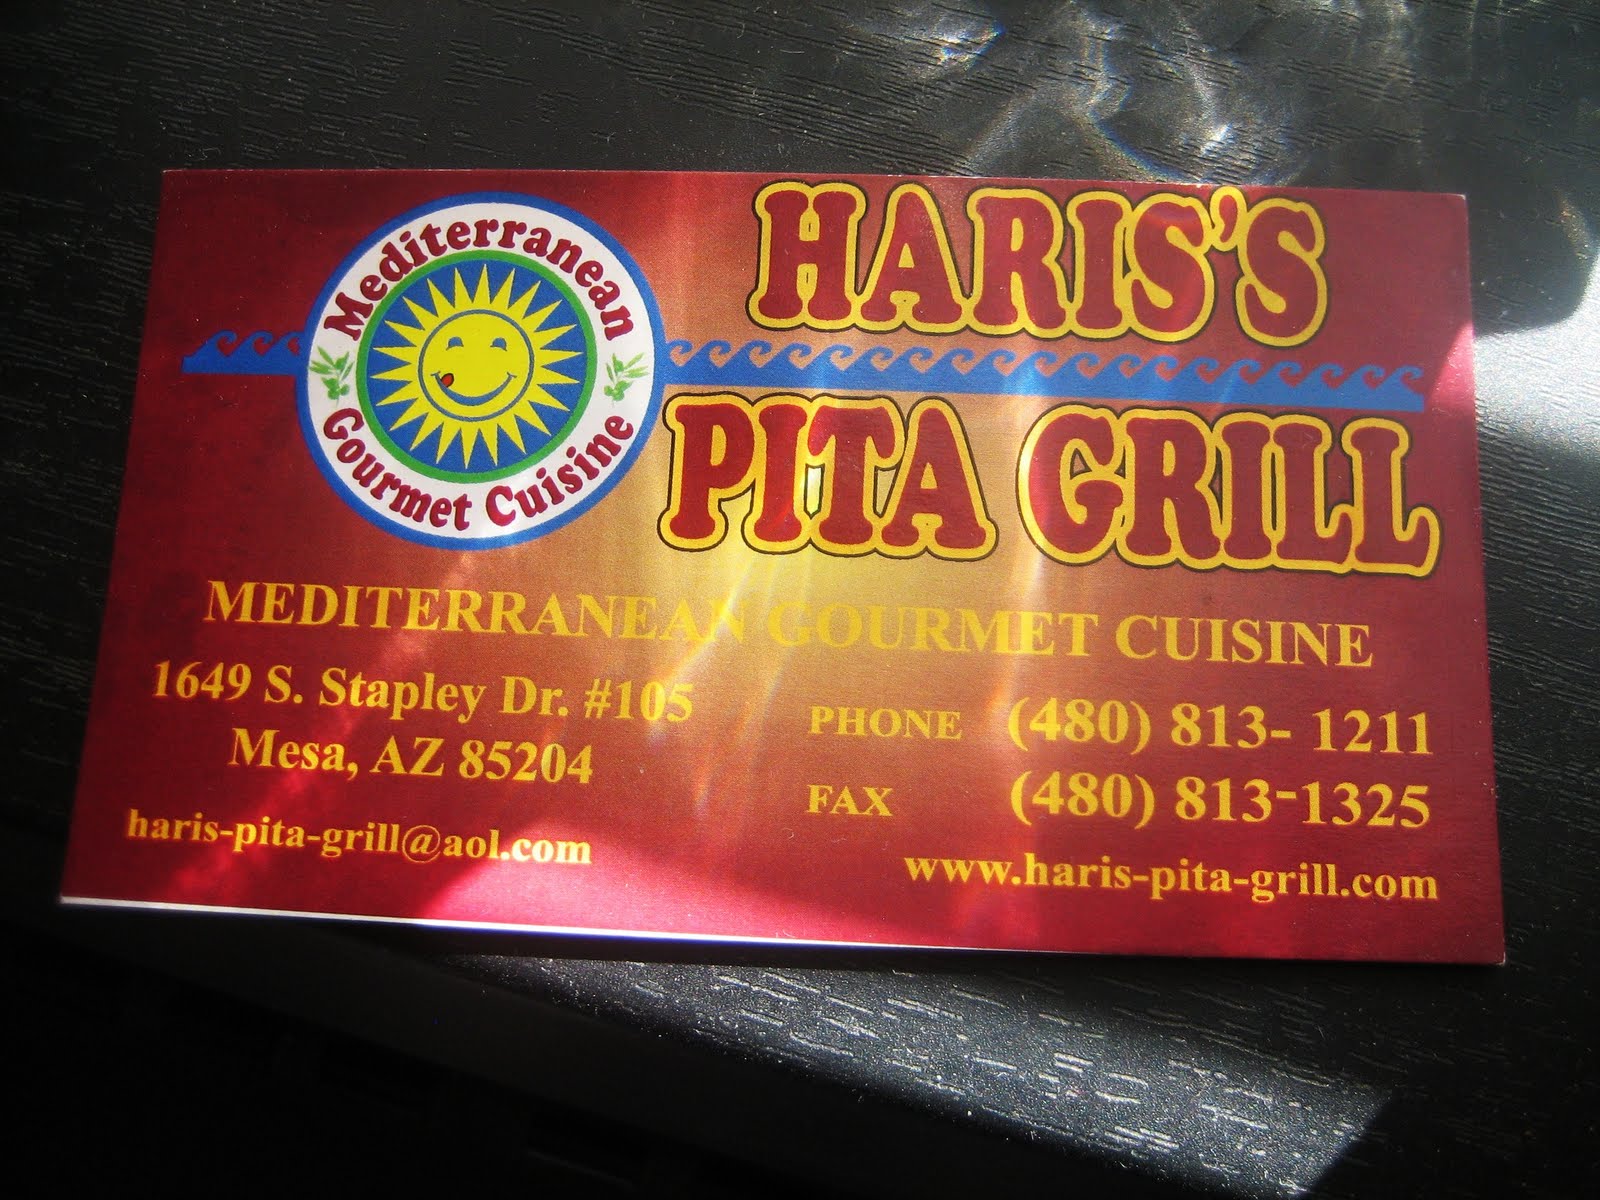 Mediterranean
Gourmet Cuisine
HARIS'S
PITA GRILL
MEDITERRANEAN GOURMET CUISINE
1649 S. Stapley Dr. #105
Mesa, AZ 85204
haris-pita-grill@aol.com
PHONE (480) 813- 1211
FAX (480) 813-1325
www.haris-pita-grill.com